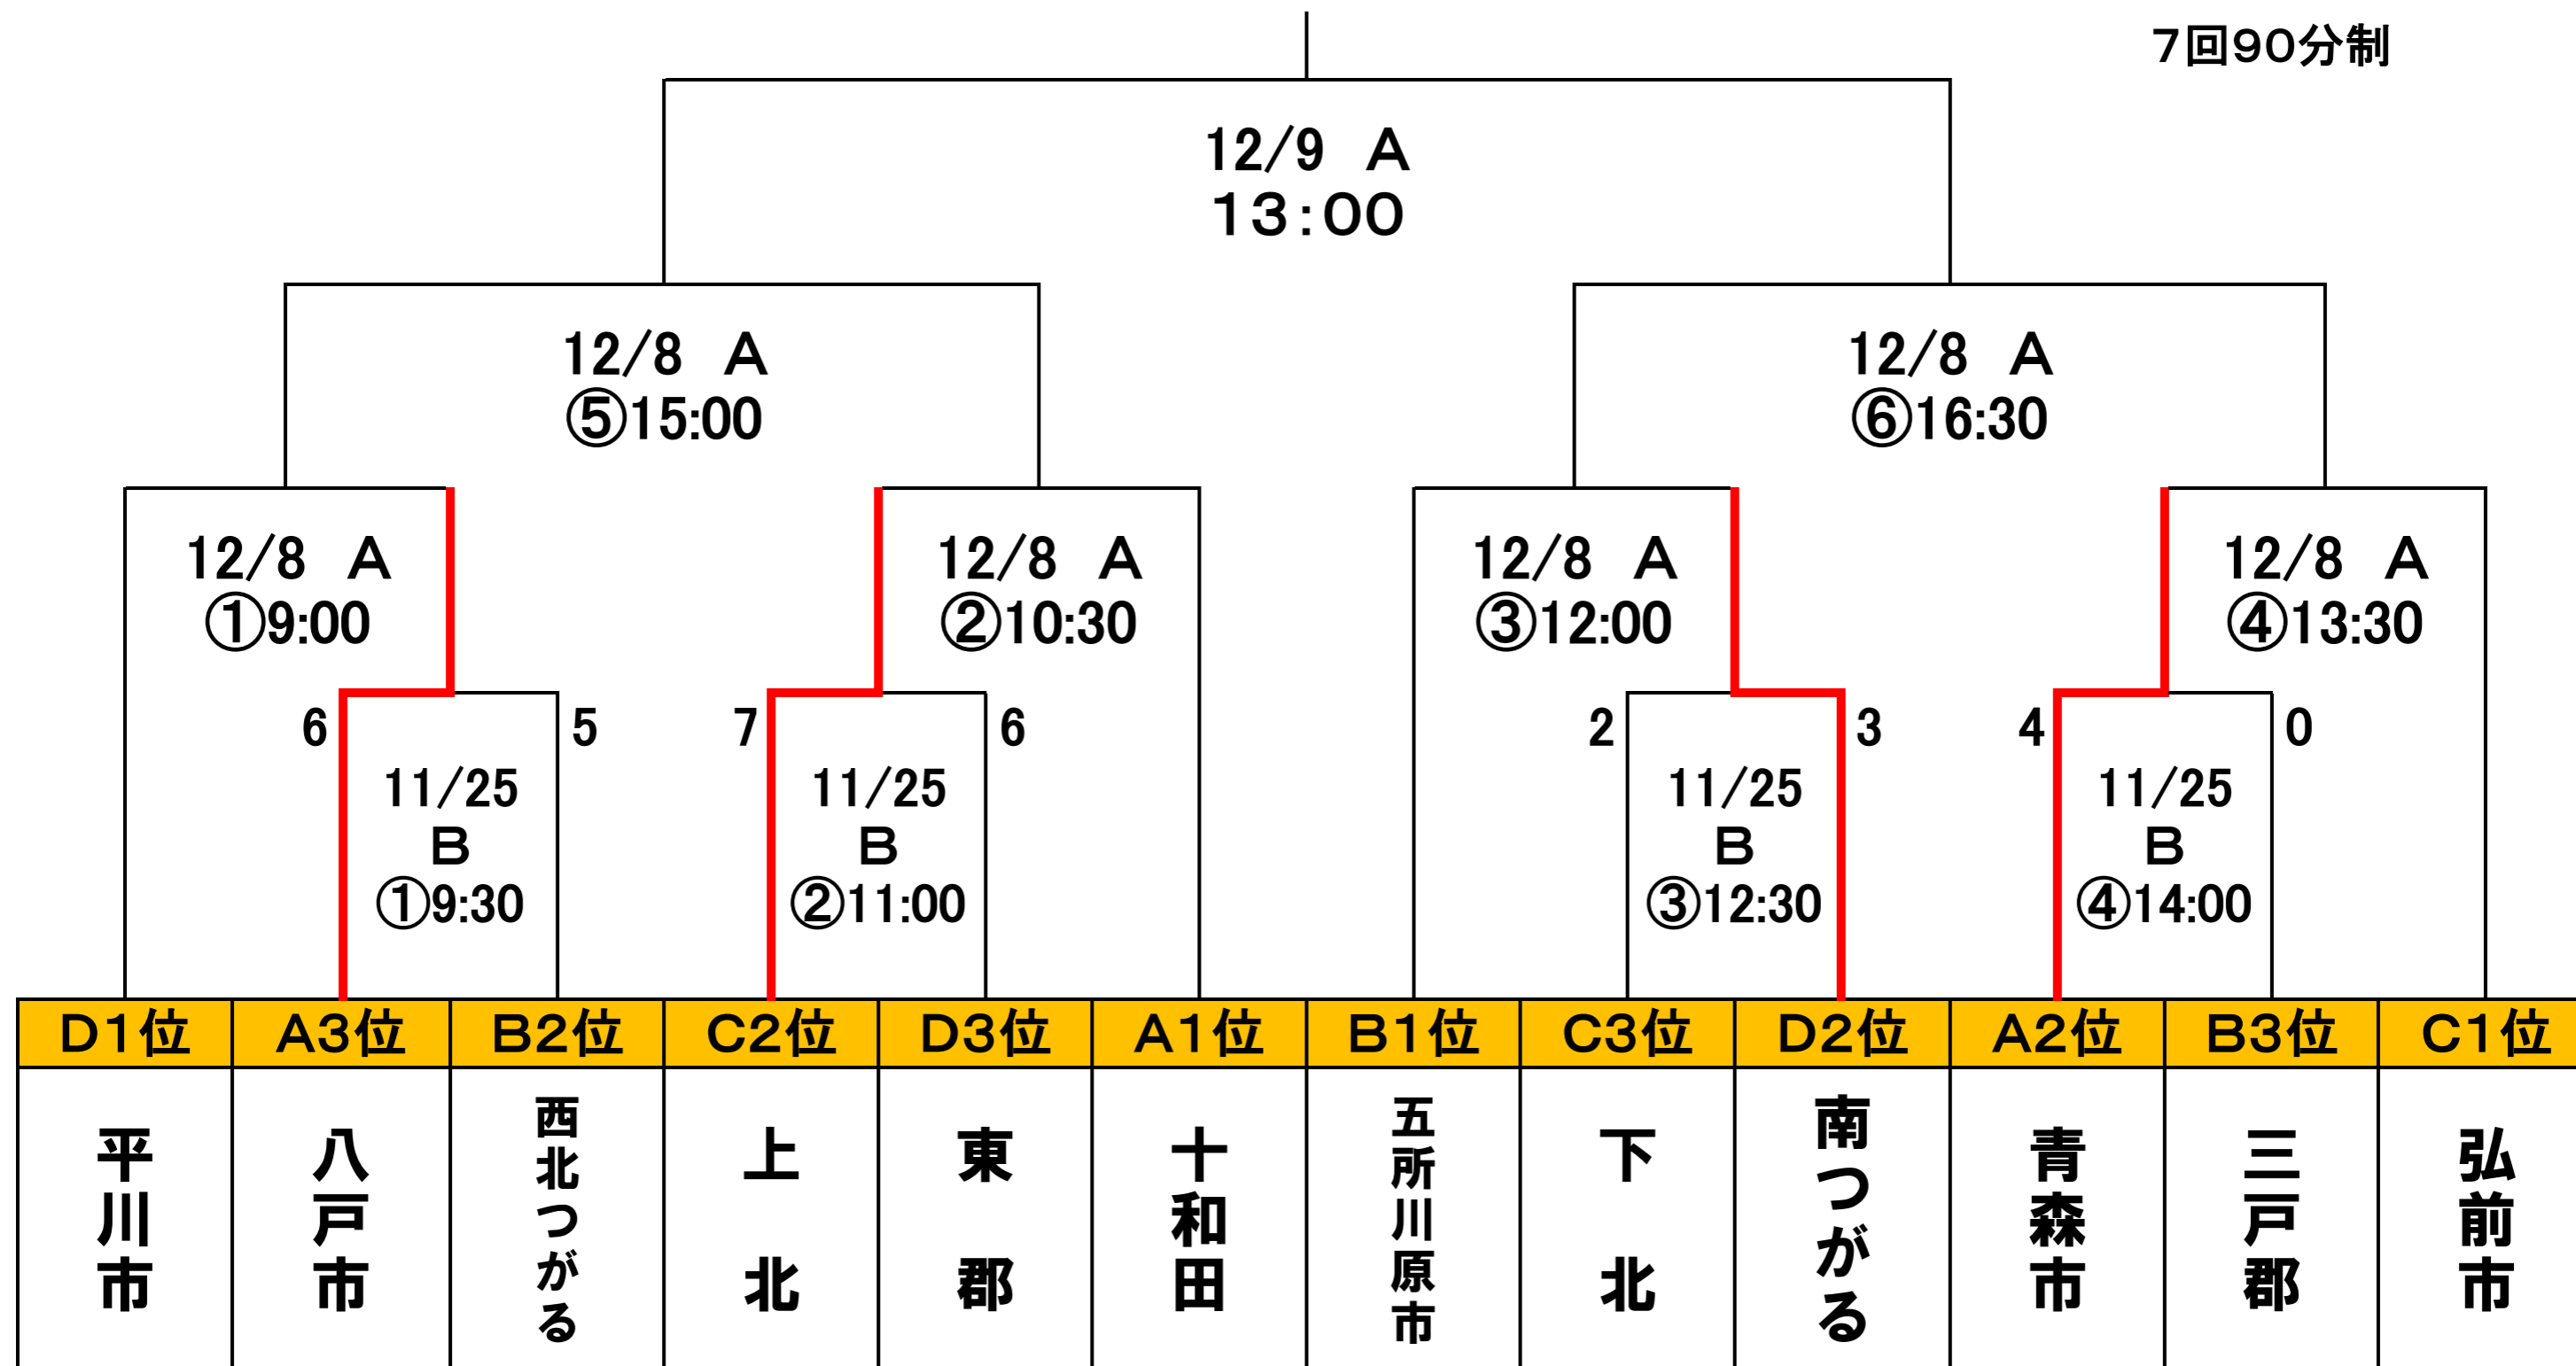 ７回９０分制
12/9　Ａ
１３：００
12/8　Ａ
⑤15:00
12/8　Ａ
⑥16:30
12/8　Ａ
①9:00
12/8　Ａ
②10:30
12/8　Ａ
③12:00
12/8　Ａ
④13:30
6
5
7
6
2
3
4
0
11/25
Ｂ
①9:30
11/25
Ｂ
②11:00
11/25
Ｂ
③12:30
11/25
Ｂ
④14:00
Ｄ１位
Ａ３位
Ｂ２位
Ｃ２位
Ｄ３位
Ａ１位
Ｂ１位
Ｃ３位
Ｄ２位
Ａ２位
Ｂ３位
Ｃ１位
平川市
八戸市
西北つがる
上北
東郡
十和田
五所川原市
下北
南つがる
青森市
三戸郡
弘前市